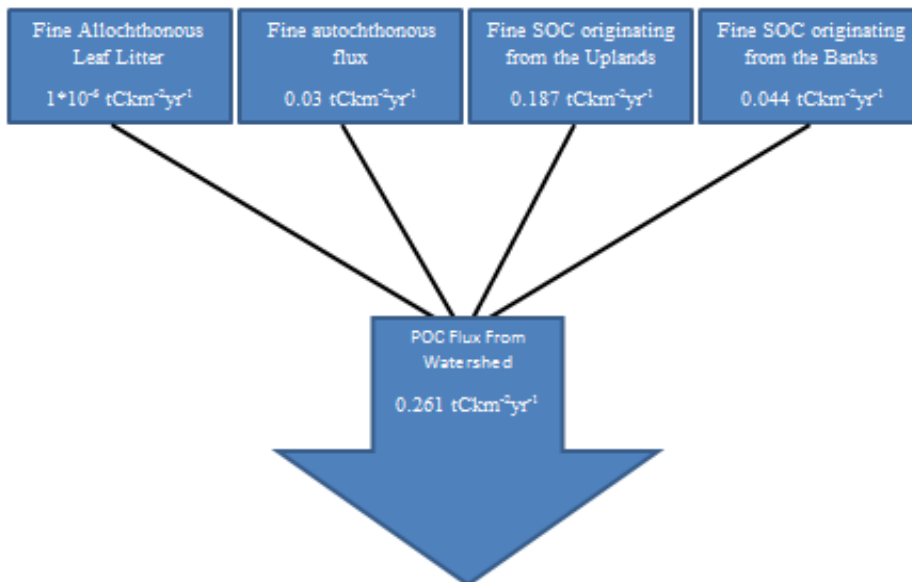 Fine Allochthonous
Leaf Litter
1*10⁻⁶ tCkm⁻²yr⁻¹
Fine autochthonous
flux
0.03 tCkm⁻²yr⁻¹
Fine SOC originating
from the Uplands
0.187 tCkm⁻²yr⁻¹
Fine SOC originating
from the Banks
0.044 tCkm⁻²yr⁻¹
POC Flux From
Watershed
0.261 tCkm⁻²yr⁻¹